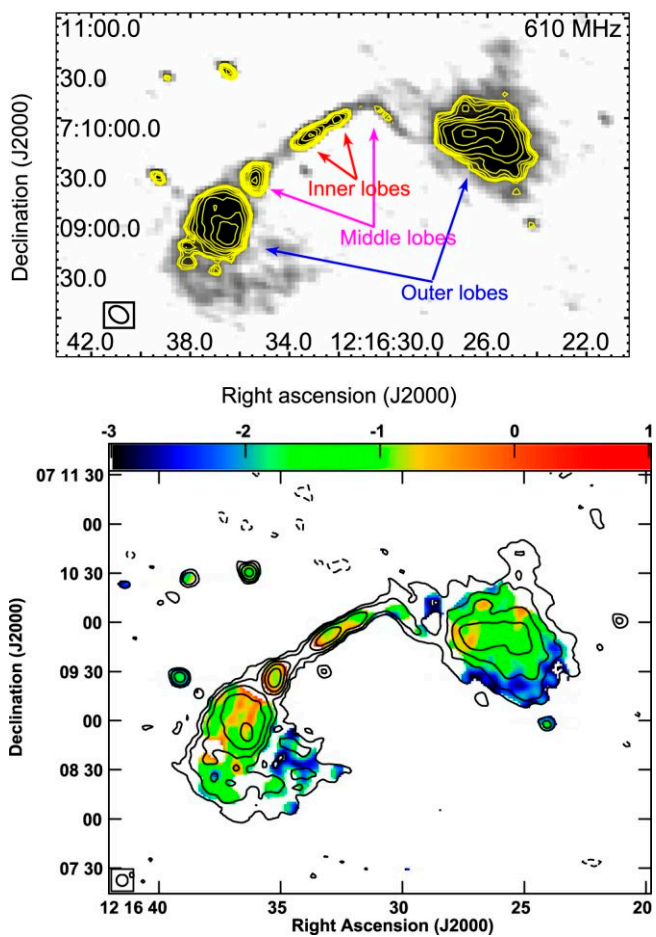 11:00.0
610 MHz
30.0
7:10:00.0
30.0
09:00.0
30.0
Declination (J2000)
Inner lobes
Middle lobes
Outer lobes
42.0 38.0 34.0 12:16:30.0 26.0 22.0
Right ascension (J2000)
-3 -2 -1 0 1
07 11 30
00
10 30
00
09 30
00
08 30
00
07 30
Declination (J2000)
12 16 40 35 30 25 20
Right Ascension (J2000)